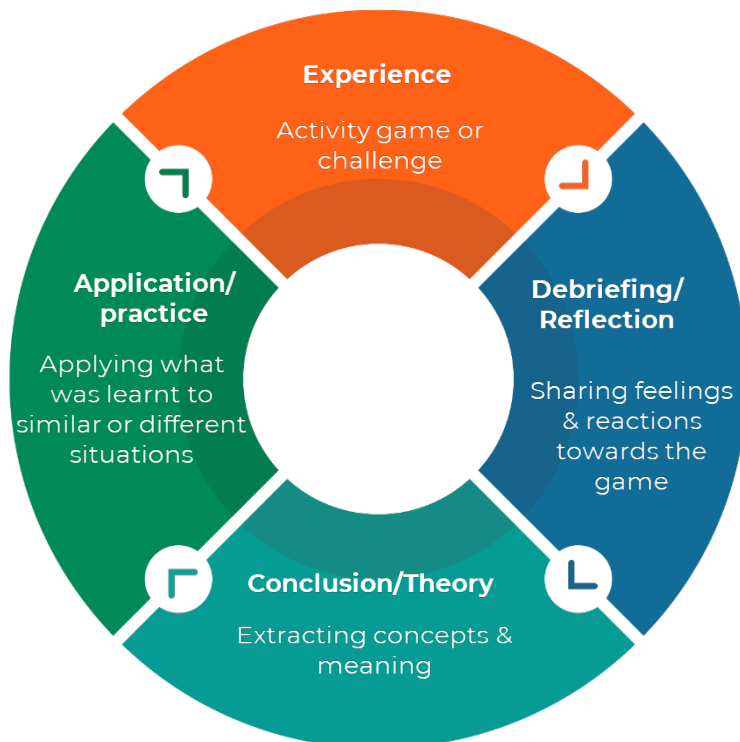 Experience
Activity game or
challenge
Debriefing/
Reflection
Sharing feelings
& reactions
towards the
game
Conclusion/Theory
Extracting concepts &
meaning
Application/
practice
Applying what
was learnt to
similar or different
situations